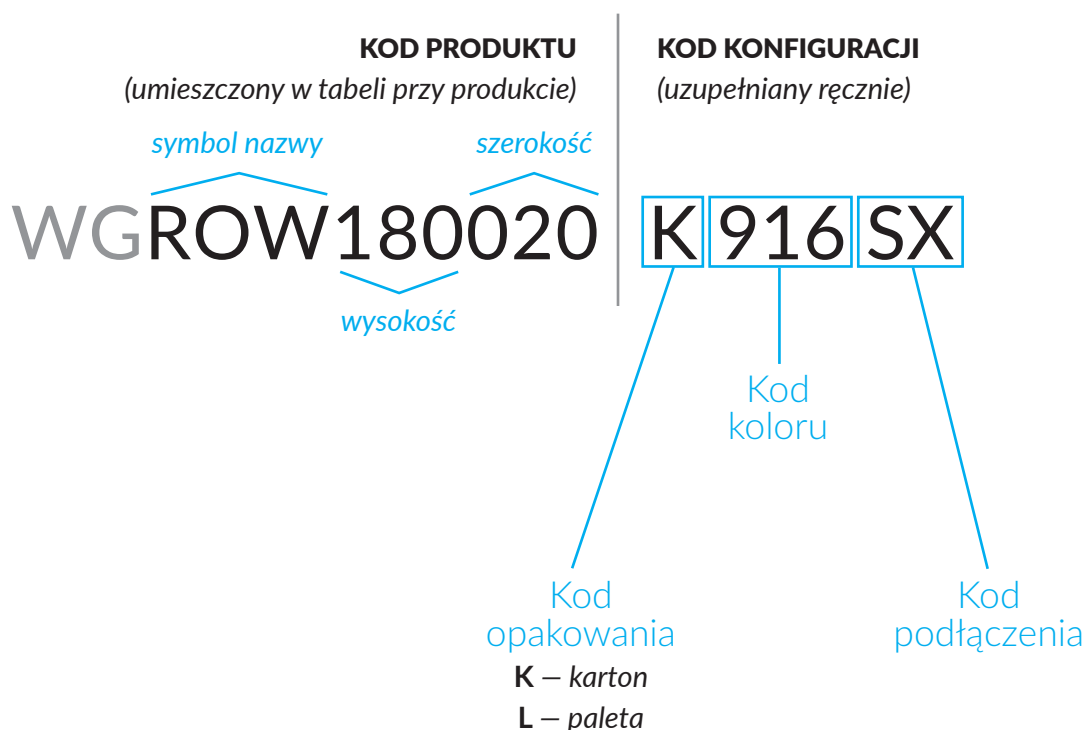 KOD PRODUKTU
(umieszczony w tabeli przy produkcie)
KOD KONFIGURACJI
(uzupełniany ręcznie)
symbol nazwy
szerokość
WGROW180020 K 916 SX
wysokość
Kod
koloru
Kod
opakowania
K – karton
L – paleta
Kod
podłączenia